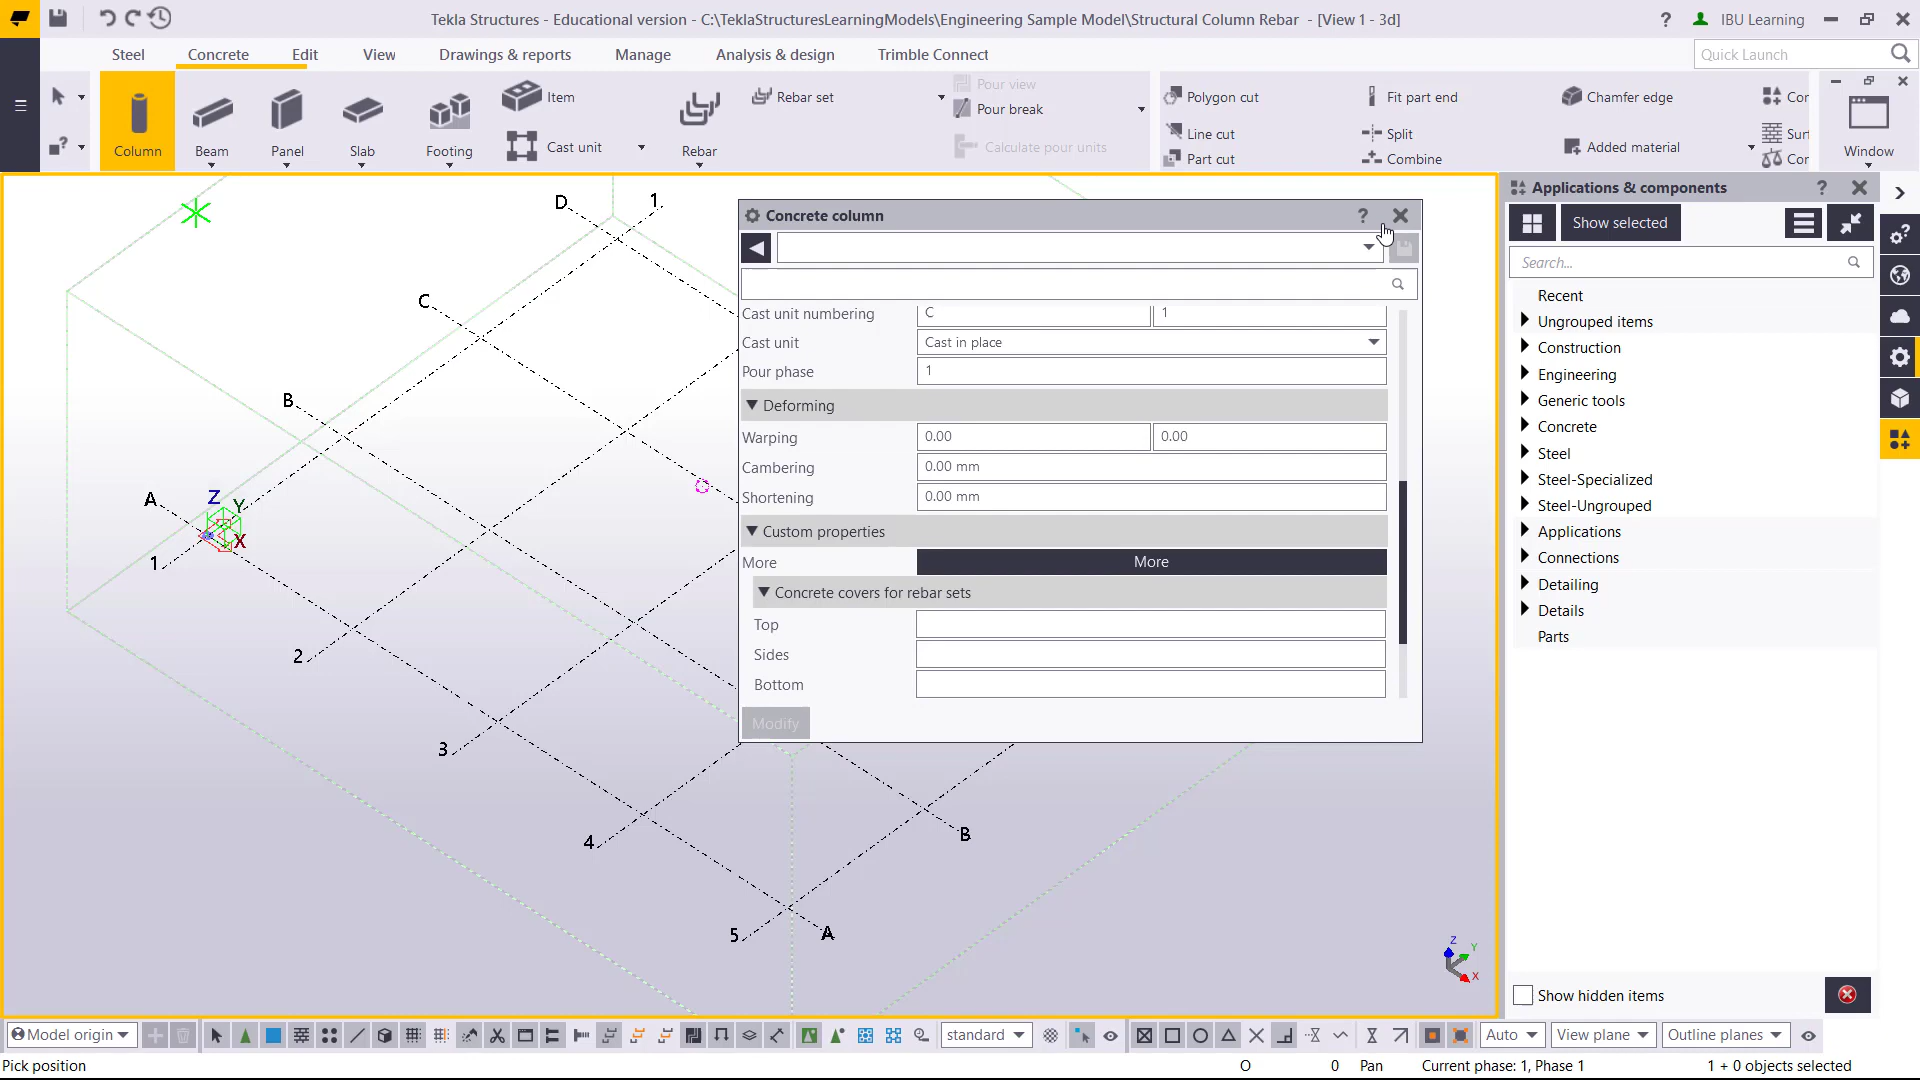 Tekla Structures - Educational version - C:\TeklaStructuresLearningModels\Engineering Sample Model\Structural Column Rebar - [View 1 - 3d]
? IBU Learning
Steel Concrete Edit View Drawings & reports Manage Analysis & design Trimble Connect
Quick Launch
Column
Beam
Panel
Slab
Footing
Item
Cast unit
Rebar
Rebar set
Pour view
Pour break
Calculate pour units
Polygon cut
Line cut
Part cut
Fit part end
Split
Combine
Chamfer edge
Added material
Cor
Surf
Cor
Window
D 1
C
B
A
Z Y
X
1
2
3
4
B
5 A
Concrete column ?
Cast unit numbering C 1
Cast unit Cast in place
Pour phase 1
Deforming
Warping 0.00 0.00
Cambering 0.00 mm
Shortening 0.00 mm
Custom properties
More More
Concrete covers for rebar sets
Top
Sides
Bottom
Modify
Z
Y
X
Applications & components ?
Show selected
Search...
Recent
Ungrouped items
Construction
Engineering
Generic tools
Concrete
Steel
Steel-Specialized
Steel-Ungrouped
Applications
Connections
Detailing
Details
Parts
Show hidden items
Model origin standard Auto View plane Outline planes
Pick position O 0 Pan Current phase: 1, Phase 1 1 + 0 objects selected